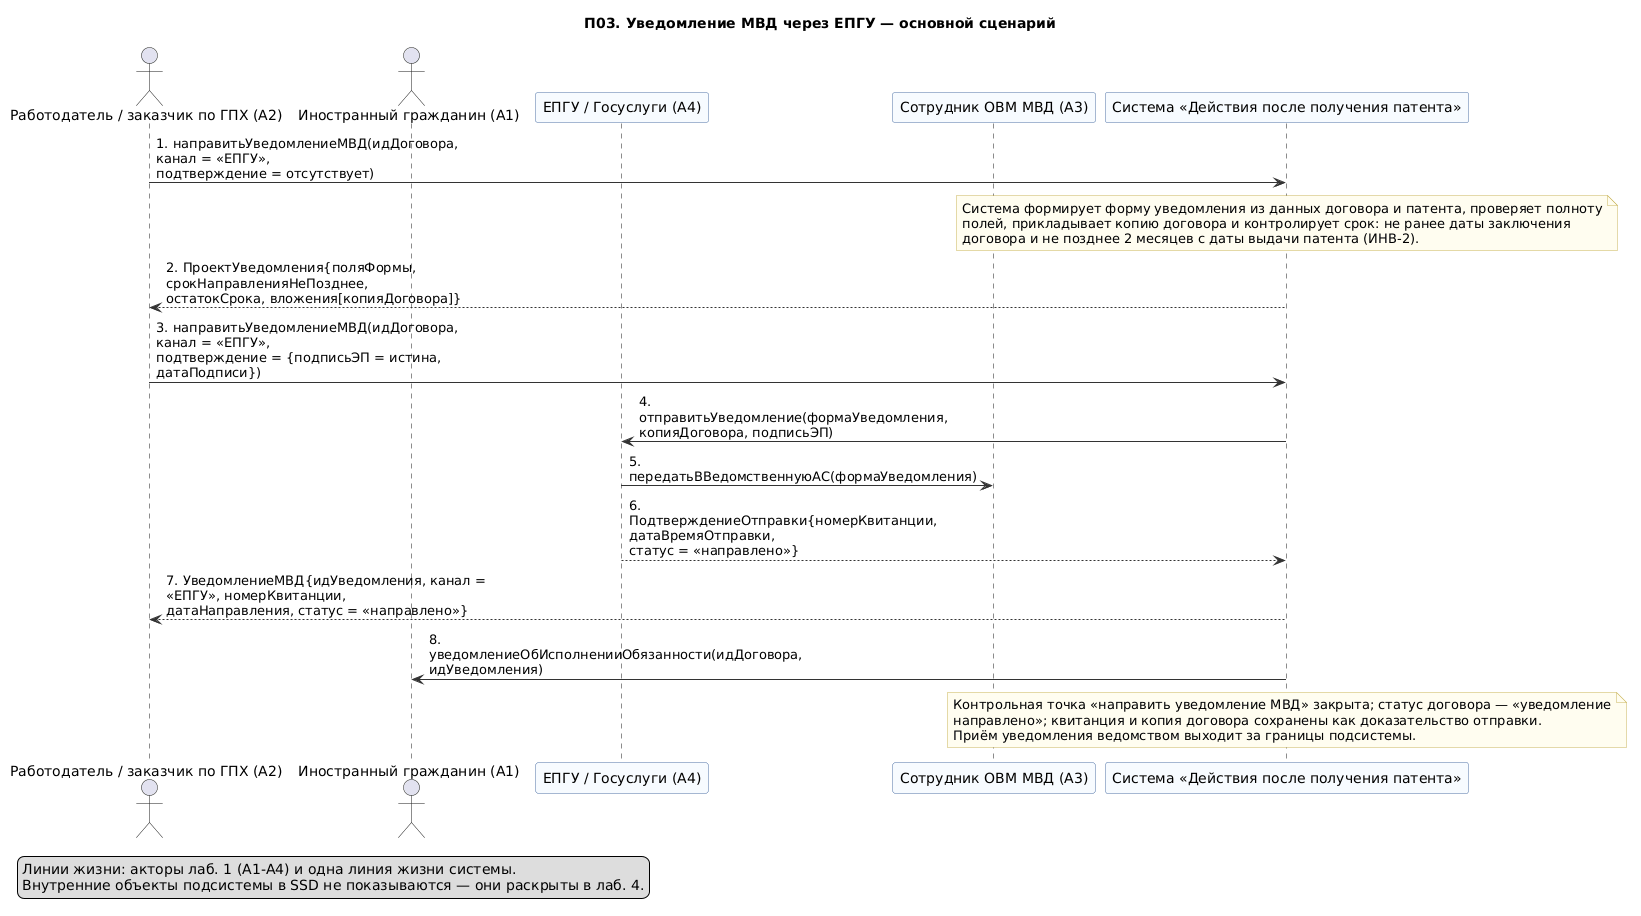 П03. Уведомление МВД через ЕПГУ — основной сценарий
Работодатель / заказчик по ГПХ (А2)
Иностранный гражданин (А1)
ЕПГУ / Госуслуги (А4)
Сотрудник ОВМ МВД (А3)
Система «Действия после получения патента»
1. направитьУведомлениеМВД(идДоговора,
канал = «ЕПГУ»,
подтверждение = отсутствует)
Система формирует форму уведомления из данных договора и патента, проверяет полноту
полей, прикладывает копию договора и контролирует срок: не ранее даты заключения
договора и не позднее 2 месяцев с даты выдачи патента (ИНВ-2).
2. ПроектУведомления{поляФормы,
срокНаправленияНеПозднее,
остатокСрока, вложения[копияДоговора]}
3. направитьУведомлениеМВД(идДоговора,
канал = «ЕПГУ»,
подтверждение = {подписьЭП = истина,
датаПодписи})
4.
отправитьУведомление(формаУведомления,
копияДоговора, подписьЭП)
5.
передатьВВедомственнуюАС(формаУведомления)
6.
ПодтверждениеОтправки{номерКвитанции,
датаВремяОтправки,
статус = «направлено»}
7. УведомлениеМВД{идУведомления, канал =
«ЕПГУ», номерКвитанции,
датаНаправления, статус = «направлено»}
8.
уведомлениеОбИсполненииОбязанности(идДоговора,
идУведомления)
Контрольная точка «направить уведомление МВД» закрыта; статус договора — «уведомление
направлено»; квитанция и копия договора сохранены как доказательство отправки.
Приём уведомления ведомством выходит за границы подсистемы.
Работодатель / заказчик по ГПХ (А2)
Иностранный гражданин (А1)
ЕПГУ / Госуслуги (А4)
Сотрудник ОВМ МВД (А3)
Система «Действия после получения патента»
Линии жизни: акторы лаб. 1 (А1-А4) и одна линия жизни системы.
Внутренние объекты подсистемы в SSD не показываются — они раскрыты в лаб. 4.